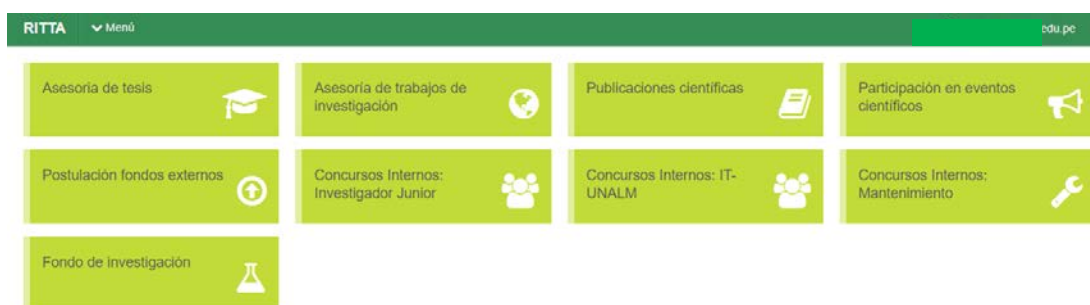 RITTA
Menú
edu.pe
Asesoría de tesis
Asesoría de trabajos de
investigación
Publicaciones científicas
Participación en eventos
científicos
Postulación fondos externos
Concursos Internos:
Investigador Junior
Concursos Internos: IT-
UNALM
Concursos Internos:
Mantenimiento
Fondo de investigación